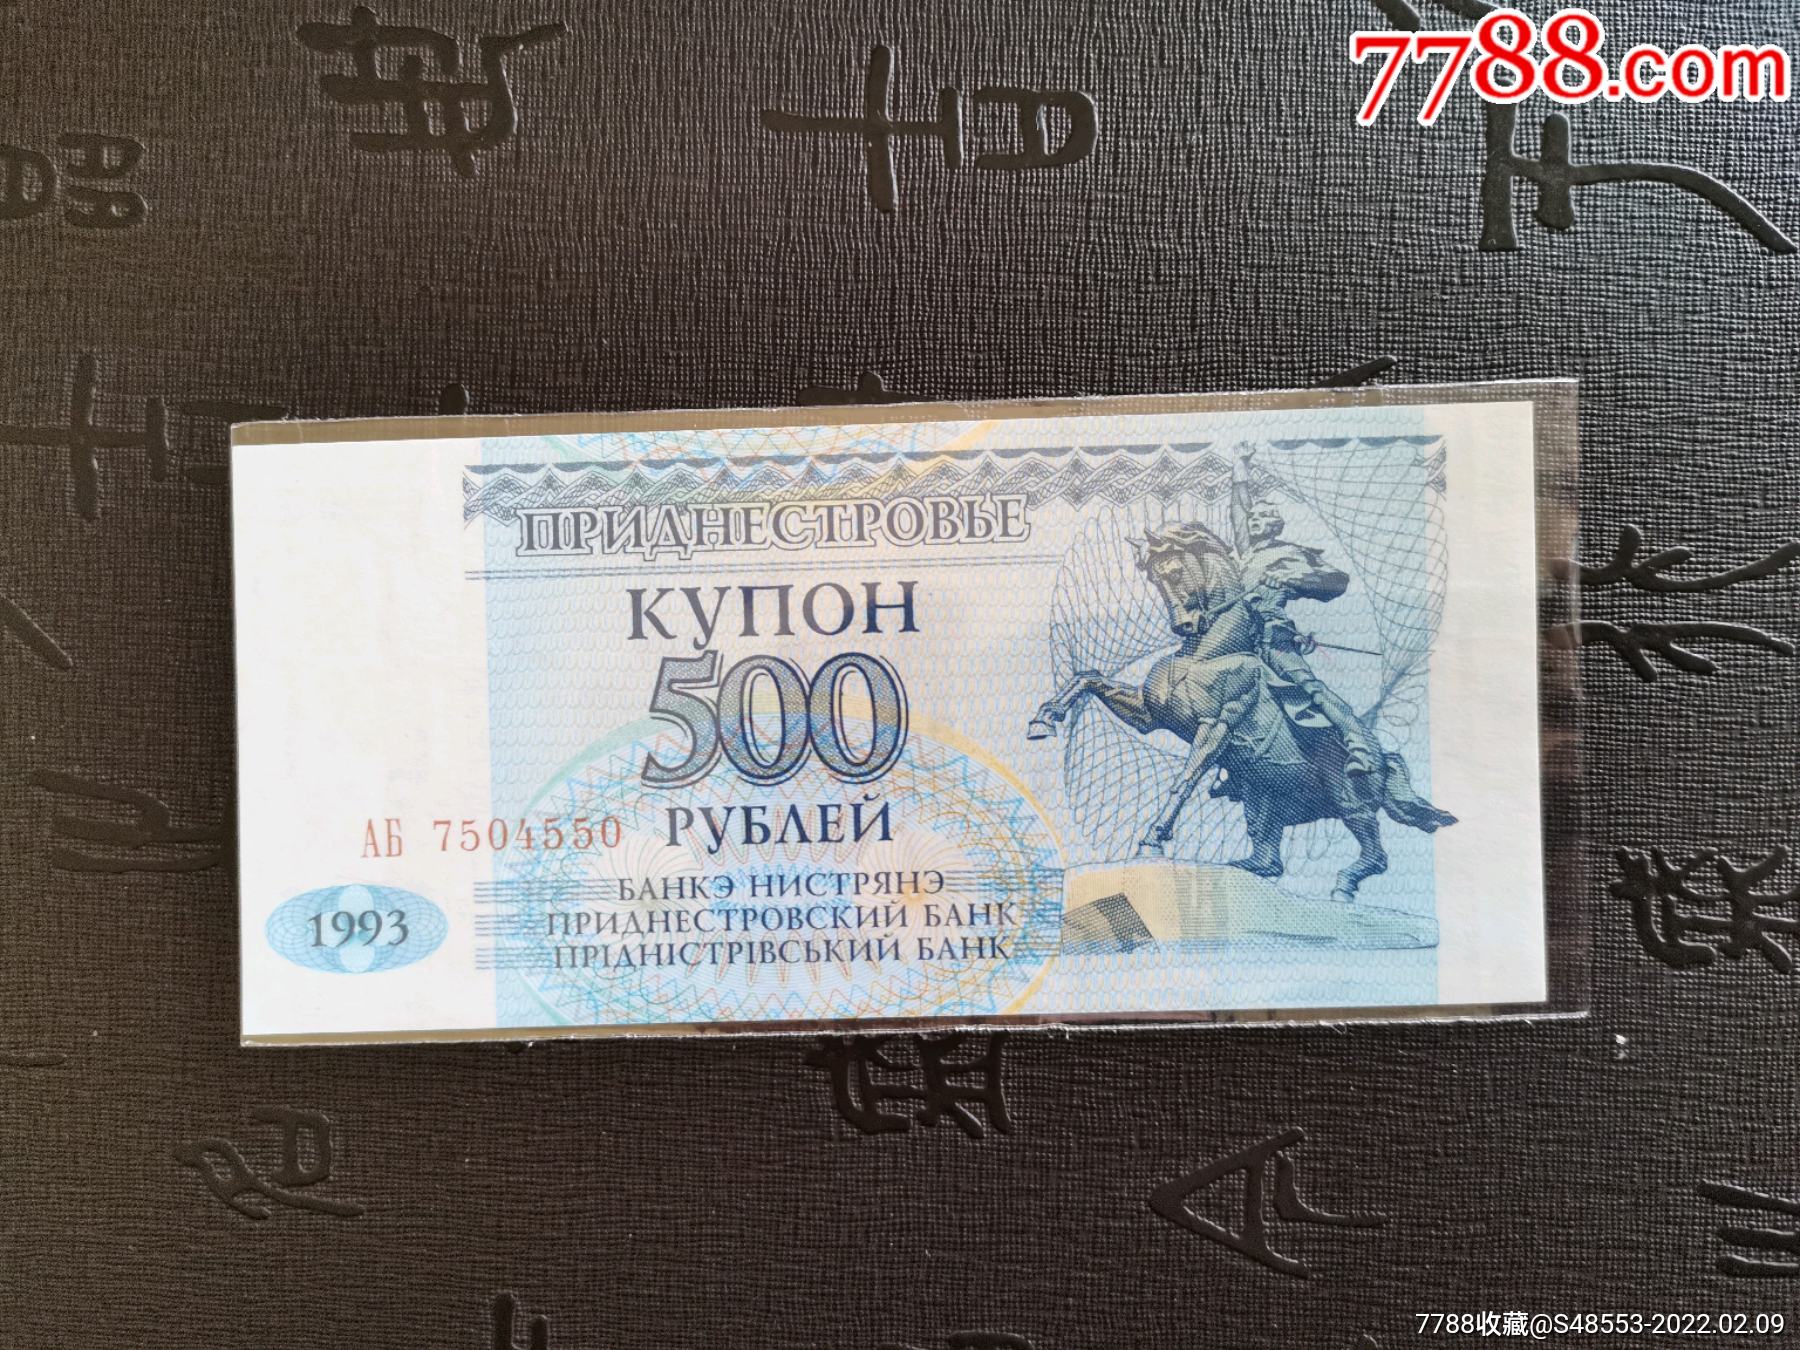 7788.com
ПРИДНЕСТРОВЬЕ
КУПОН
500
РУБЛЕЙ
АБ 7504550
БАНКЭ НИСТРЯНЭ
ПРИДНЕСТРОВСКИЙ БАНК
ПРІДНІСТРІВСЬКИЙ БАНК
1993
7788收藏@S48553-2022.02.09